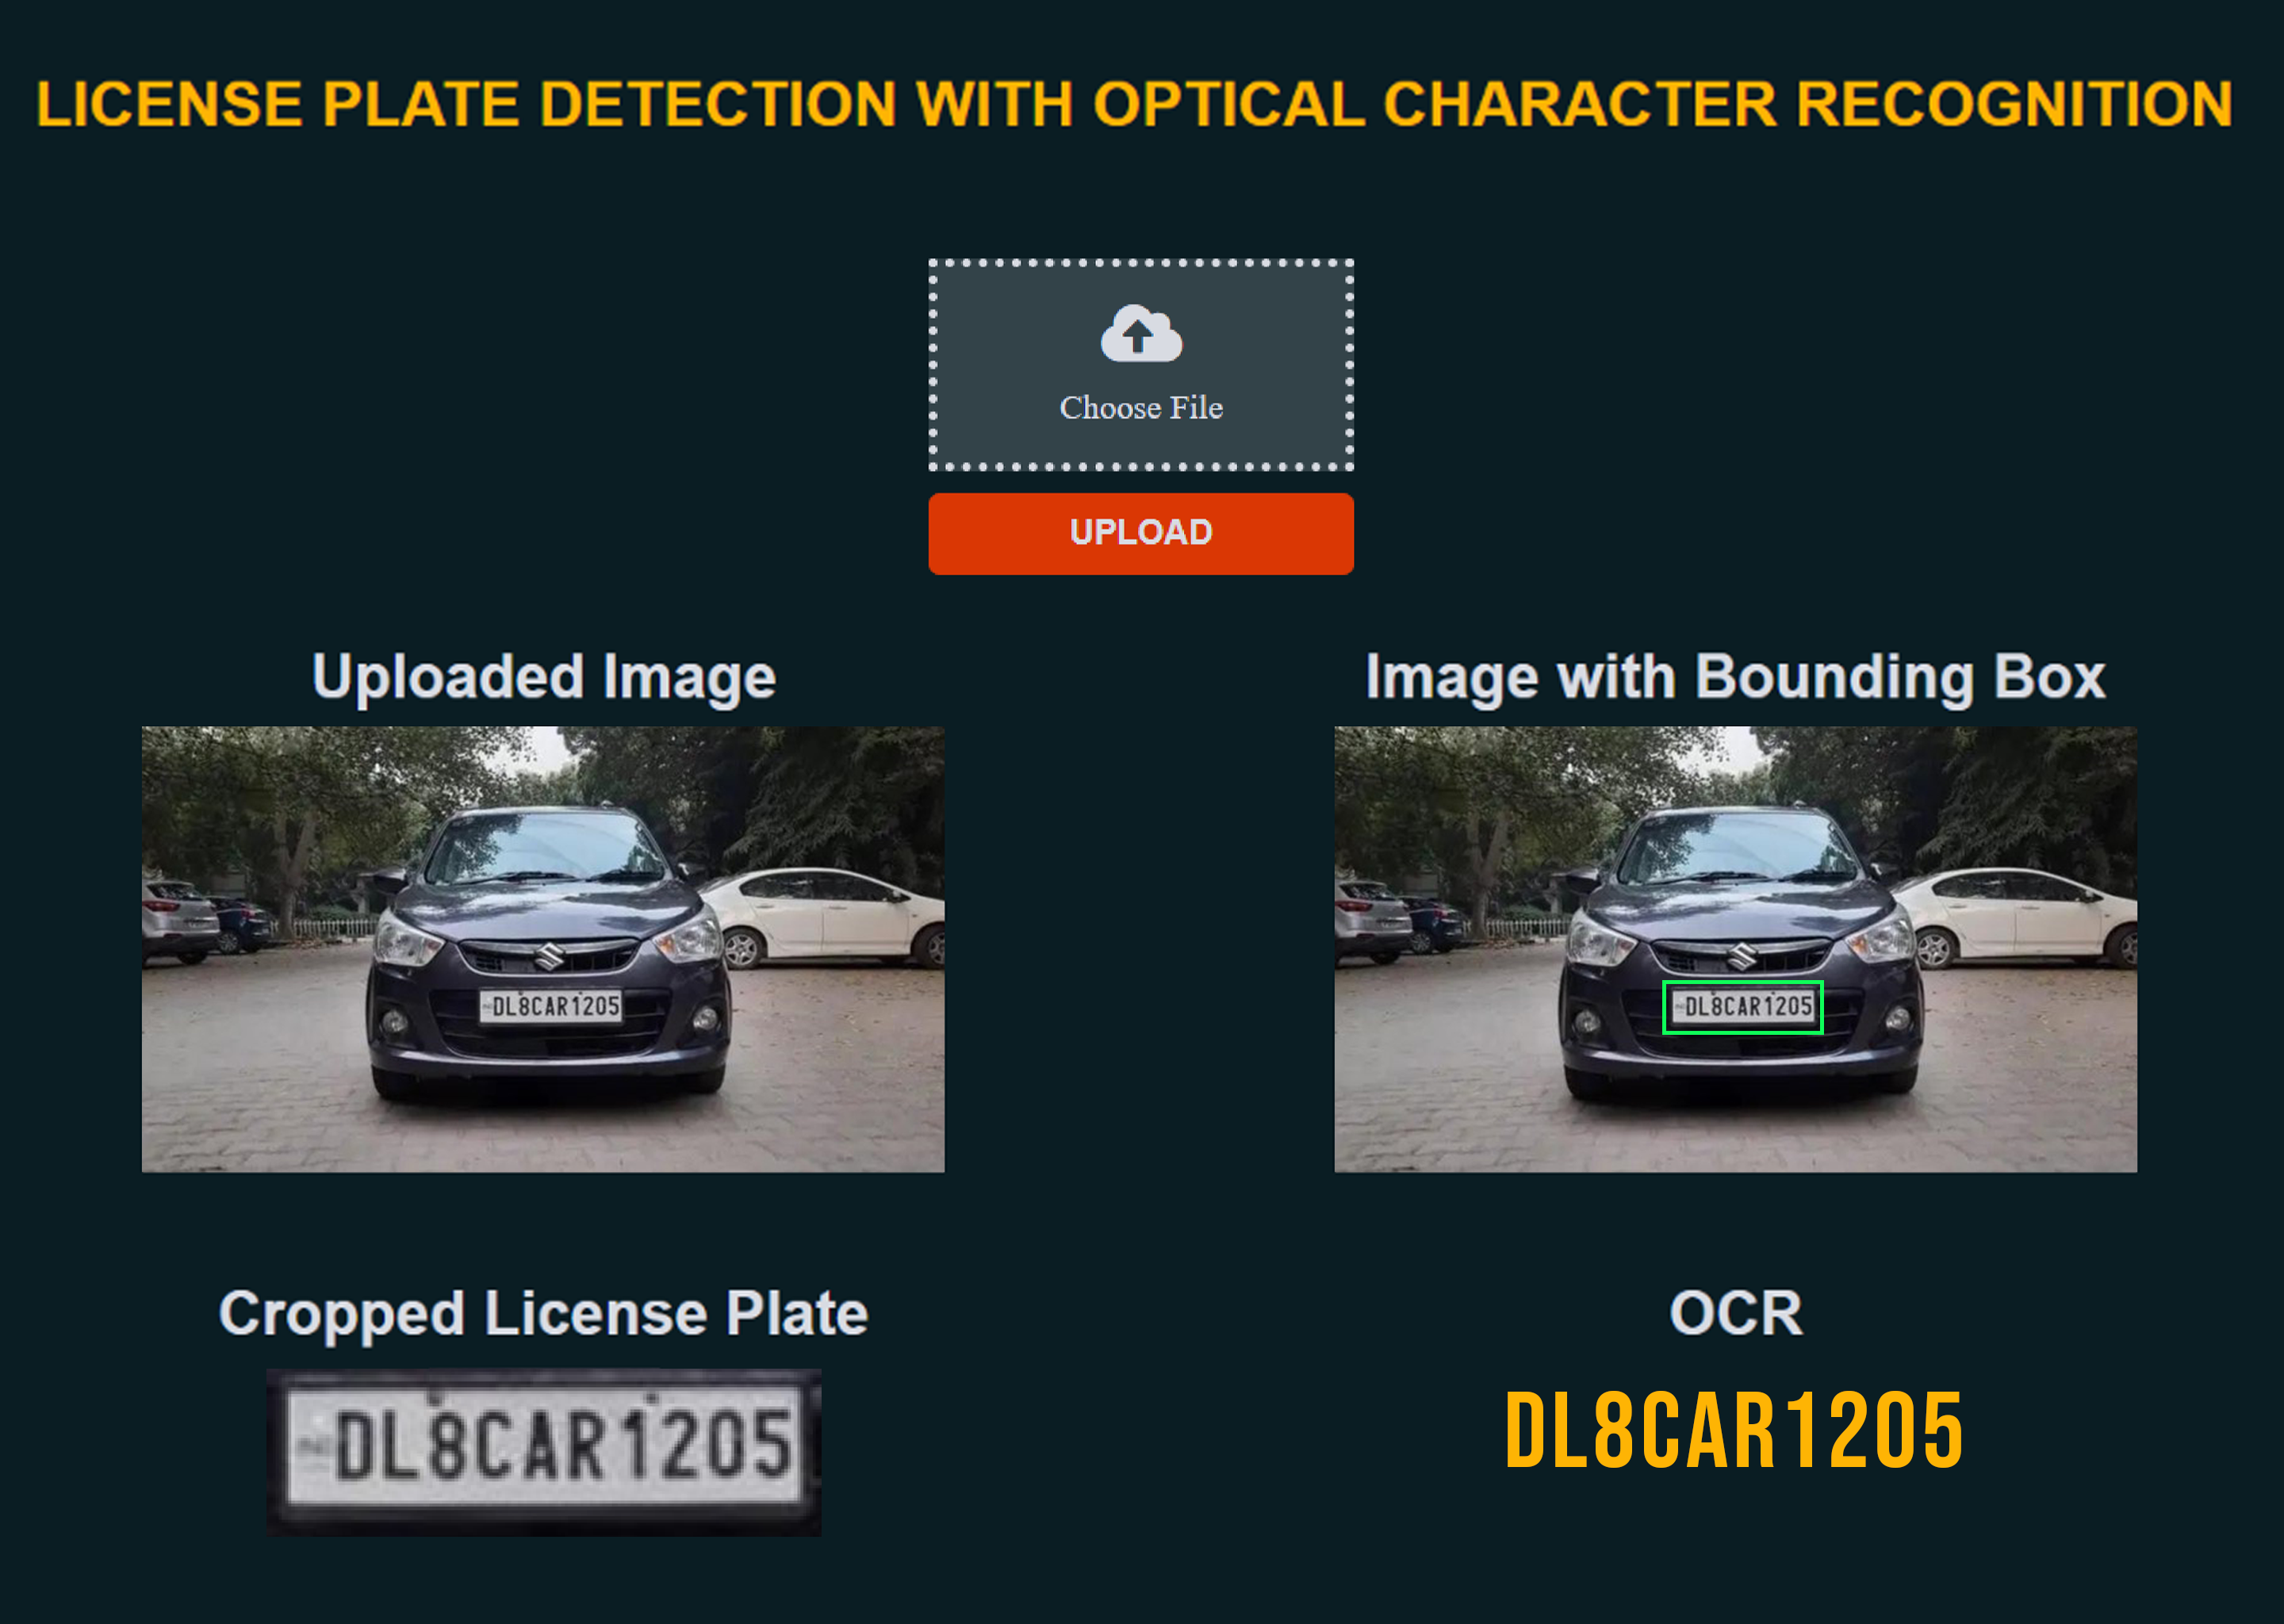 LICENSE PLATE DETECTION WITH OPTICAL CHARACTER RECOGNITION
Choose File
UPLOAD
Uploaded Image
Image with Bounding Box
DL8CAR1205
DL8CAR1205
Cropped License Plate
OCR
DL8CAR1205
DL8CAR1205